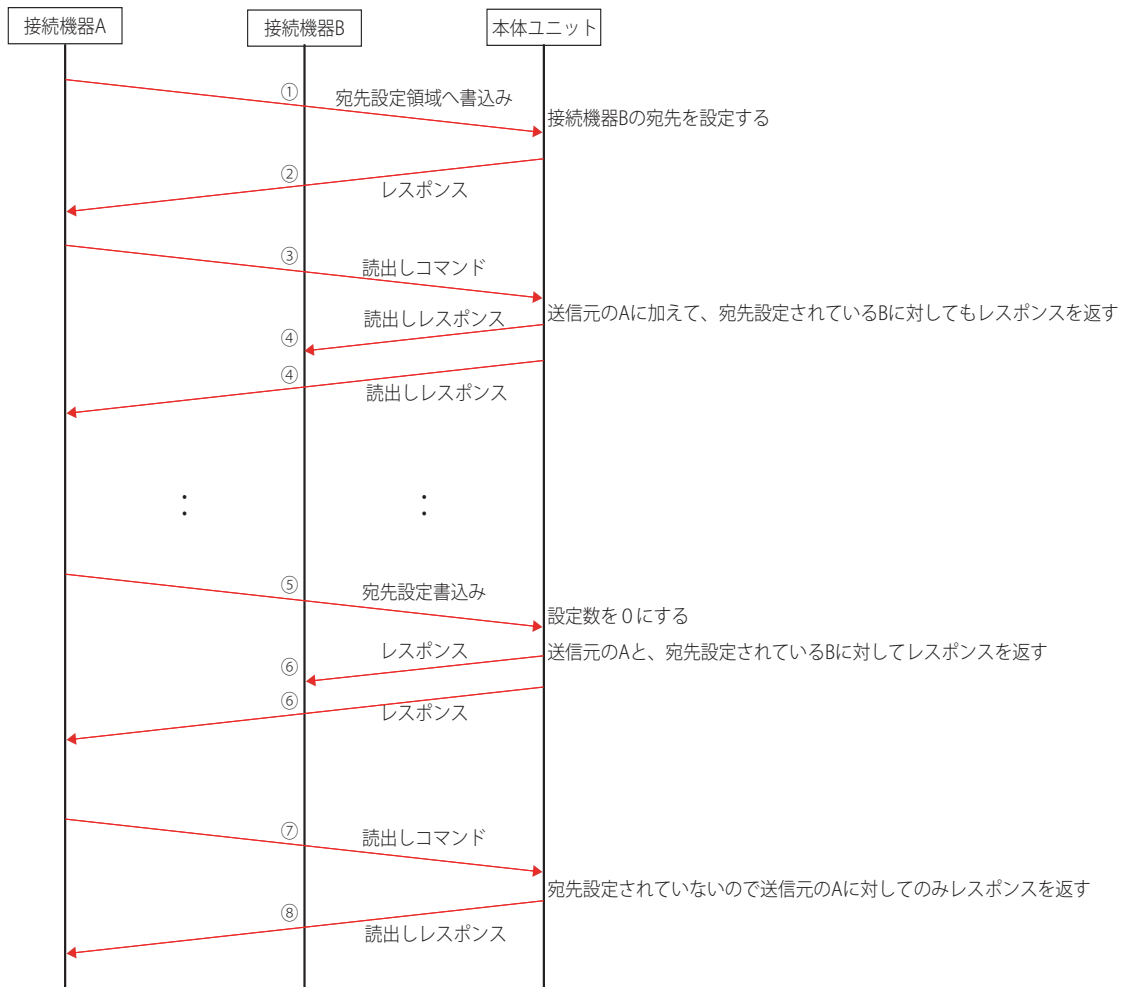 接続機器A
接続機器B
本体ユニット
①
宛先設定領域へ書込み
接続機器Bの宛先を設定する
②
レスポンス
③
読出しコマンド
送信元のAに加えて、宛先設定されているBに対してもレスポンスを返す
読出しレスポンス
④
④
読出しレスポンス
：
：
⑤
宛先設定書込み
設定数を０にする
レスポンス
送信元のAと、宛先設定されているBに対してレスポンスを返す
⑥
⑥
レスポンス
⑦
読出しコマンド
宛先設定されていないので送信元のAに対してのみレスポンスを返す
⑧
読出しレスポンス